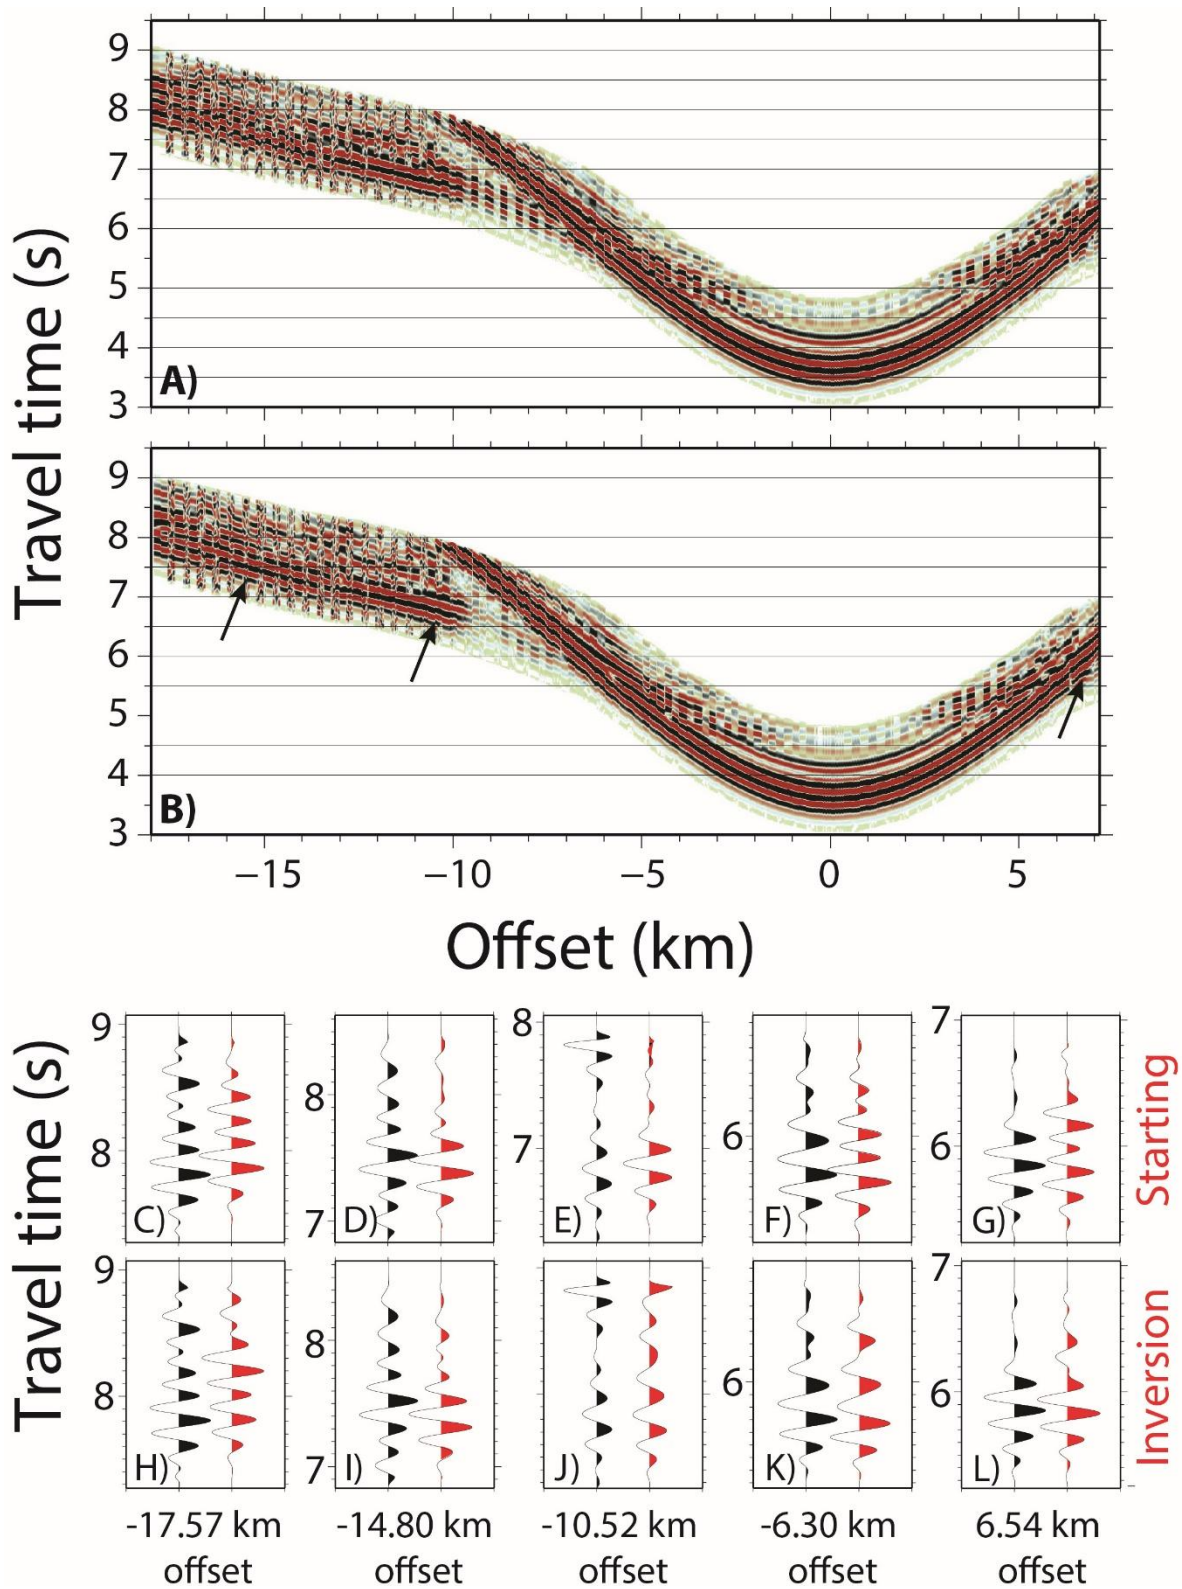 Travel time (s)
9
8
7
6
5
4
3
A)
9
8
7
6
5
4
3
B)
−15 −10 −5 0 5
Offset (km)
Travel time (s)
9
8
C)
8
7
D)
8
7
E)
6
F)
7
6
G)
Starting
9
8
H)
8
7
I)
J)
6
K)
7
6
L)
Inversion
-17.57 km
offset
-14.80 km
offset
-10.52 km
offset
-6.30 km
offset
6.54 km
offset